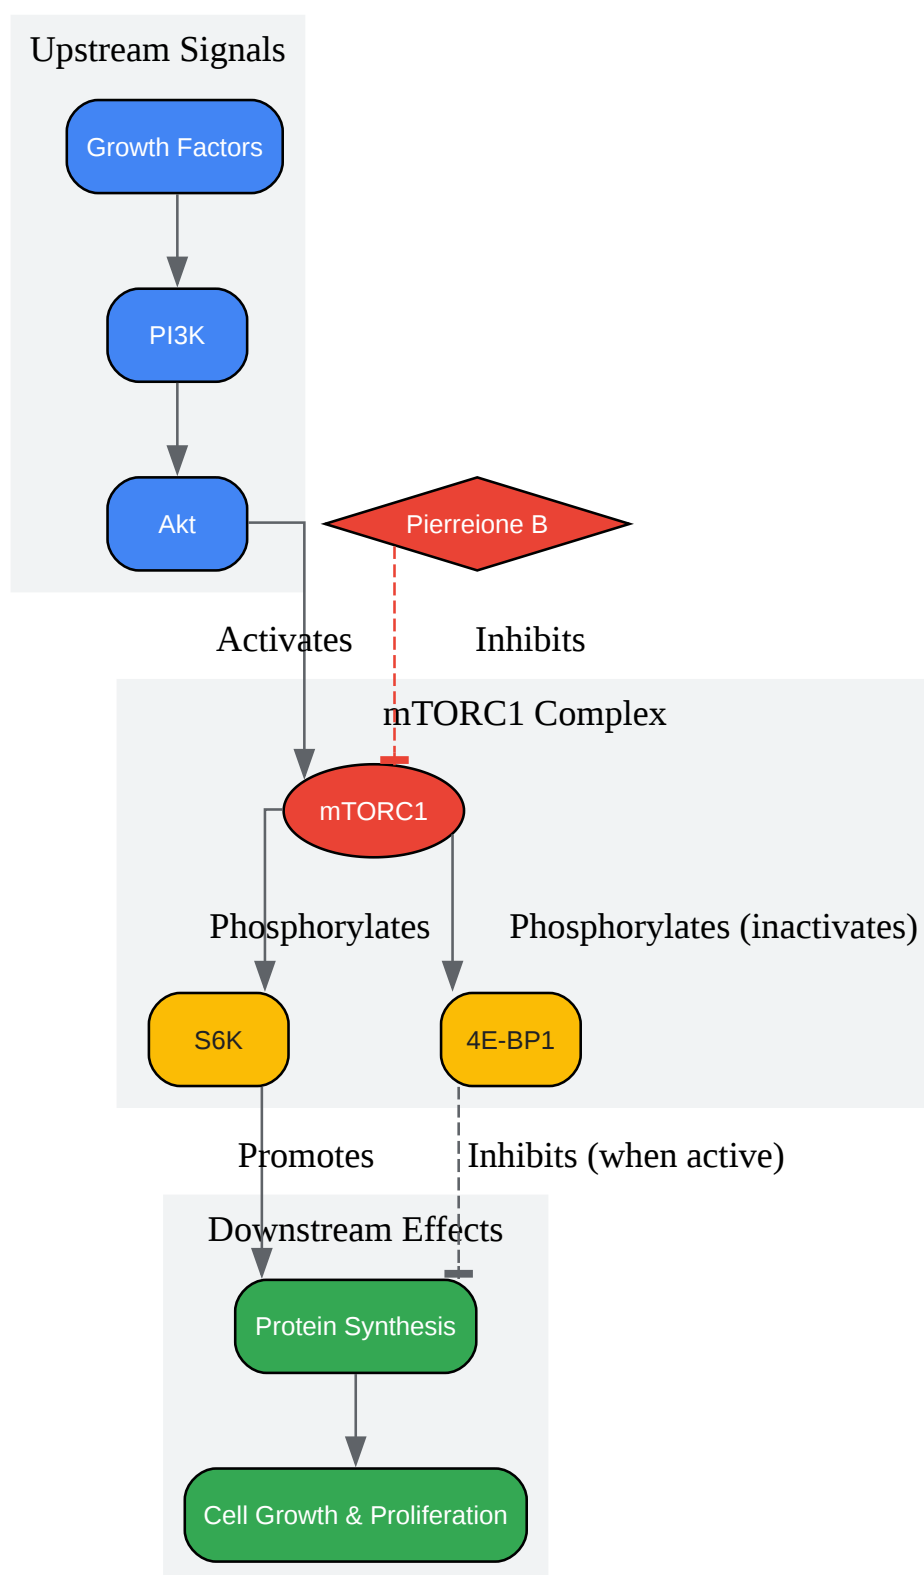 Upstream Signals
Growth Factors
PI3K
Akt
Pierreione B
Activates
Inhibits
mTORC1 Complex
mTORC1
Phosphorylates
Phosphorylates (inactivates)
S6K
4E-BP1
Promotes
Inhibits (when active)
Downstream Effects
Protein Synthesis
Cell Growth & Proliferation